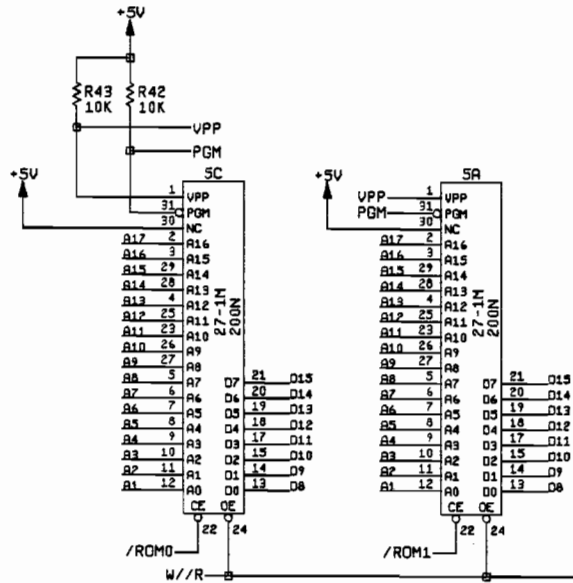 +5V
R43 R42
10K 10K
VPP
PGM
+5V 5C +5V 5A
1 VPP VPP 1 VPP
31 PGM PGM 31 PGM
30 NC 30 NC
A17 2 A16 A17 2 A16
A16 3 A15 A16 3 A15
A15 29 A14 A15 29 A14
A14 28 A13 A14 28 A13
A13 4 A12 A13 4 A12
A12 25 A11 A12 25 A11
A11 23 A10 A11 23 A10
A10 26 A9 A10 26 A9
A9 27 A8 A9 27 A8
27-1M 200N 27-1M 200N
A8 5 A7 D7 21 D15 A8 5 A7 D7 21 D15
A7 6 A6 D6 20 D14 A7 6 A6 D6 20 D14
A6 7 A5 D5 19 D13 A6 7 A5 D5 19 D13
A5 8 A4 D4 18 D12 A5 8 A4 D4 18 D12
A4 9 A3 D3 17 D11 A4 9 A3 D3 17 D11
A3 10 A2 D2 15 D10 A3 10 A2 D2 15 D10
A2 11 A1 D1 14 D9 A2 11 A1 D1 14 D9
A1 12 A0 D0 13 D8 A1 12 A0 D0 13 D8
CE OE CE OE
22 24 22 24
/ROM0 /ROM1
W//R